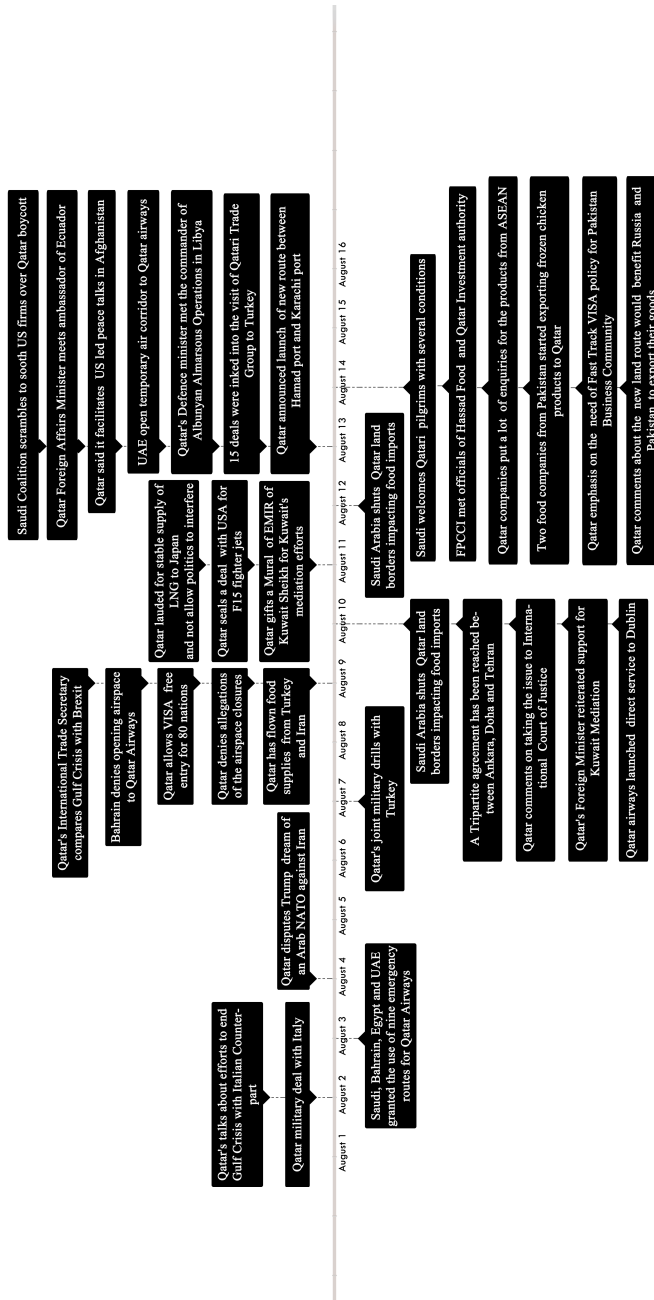 Saudi Coalition scrambles to sooth US firms over Qatar boycott
Qatar Foreign Affairs Minister meets ambassador of Ecuador
Qatar said it facilitates US led peace talks in Afghanistan
UAE open temporary air corridor to Qatar airways
Qatar's Defence minister met the commander of
Albunyan Almarsous Operations in Libya
15 deals were inked into the visit of Qatari Trade
Group to Turkey
Qatar announced launch of new route between
Hamad port and Karachi port
Qatar lauded for stable supply of
LNG to Japan
and not allow politics to interfere
Qatar seals a deal with USA for
F15 fighter jets
Qatar gifts a Mural of EMIR of
Kuwait Sheikh for Kuwait's
mediation efforts
Qatar's International Trade Secretary
compares Gulf Crisis with Brexit
Bahrain denies opening airspace
to Qatar Airways
Qatar allows VISA free
entry for 80 nations
Qatar denies allegations
of the airspace closures
Qatar has flown food
supplies from Turkey
and Iran
Qatar disputes Trump dream of
an Arab NATO against Iran
Qatar's talks about efforts to end
Gulf Crisis with Italian Counter-
part
Qatar military deal with Italy
August 1
August 2
August 3
August 4
August 5
August 6
August 7
August 8
August 9
August 10
August 11
August 12
August 13
August 14
August 15
August 16
Saudi, Bahrain, Egypt and UAE
granted the use of nine emergency
routes for Qatar Airways
Qatar's joint military drills with
Turkey
Saudi Arabia shuts Qatar land
borders impacting food imports
A Tripartite agreement has been reached be-
tween Ankara, Doha and Tehran
Qatar comments on taking the issue to Interna-
tional Court of Justice
Qatar's Foreign Minister reiterated support for
Kuwait Mediation
Qatar airways launched direct service to Dublin
Saudi Arabia shuts Qatar land
borders impacting food imports
Saudi welcomes Qatari pilgrims with several conditions
FPCCI met officials of Hassad Food and Qatar Investment authority
Qatar companies put a lot of enquiries for the products from ASEAN
Two food companies from Pakistan started exporting frozen chicken
products to Qatar
Qatar emphasis on the need of Fast Track VISA policy for Pakistan
Business Community
Qatar comments about the new land route would benefit Russia and
Pakistan to export their goods